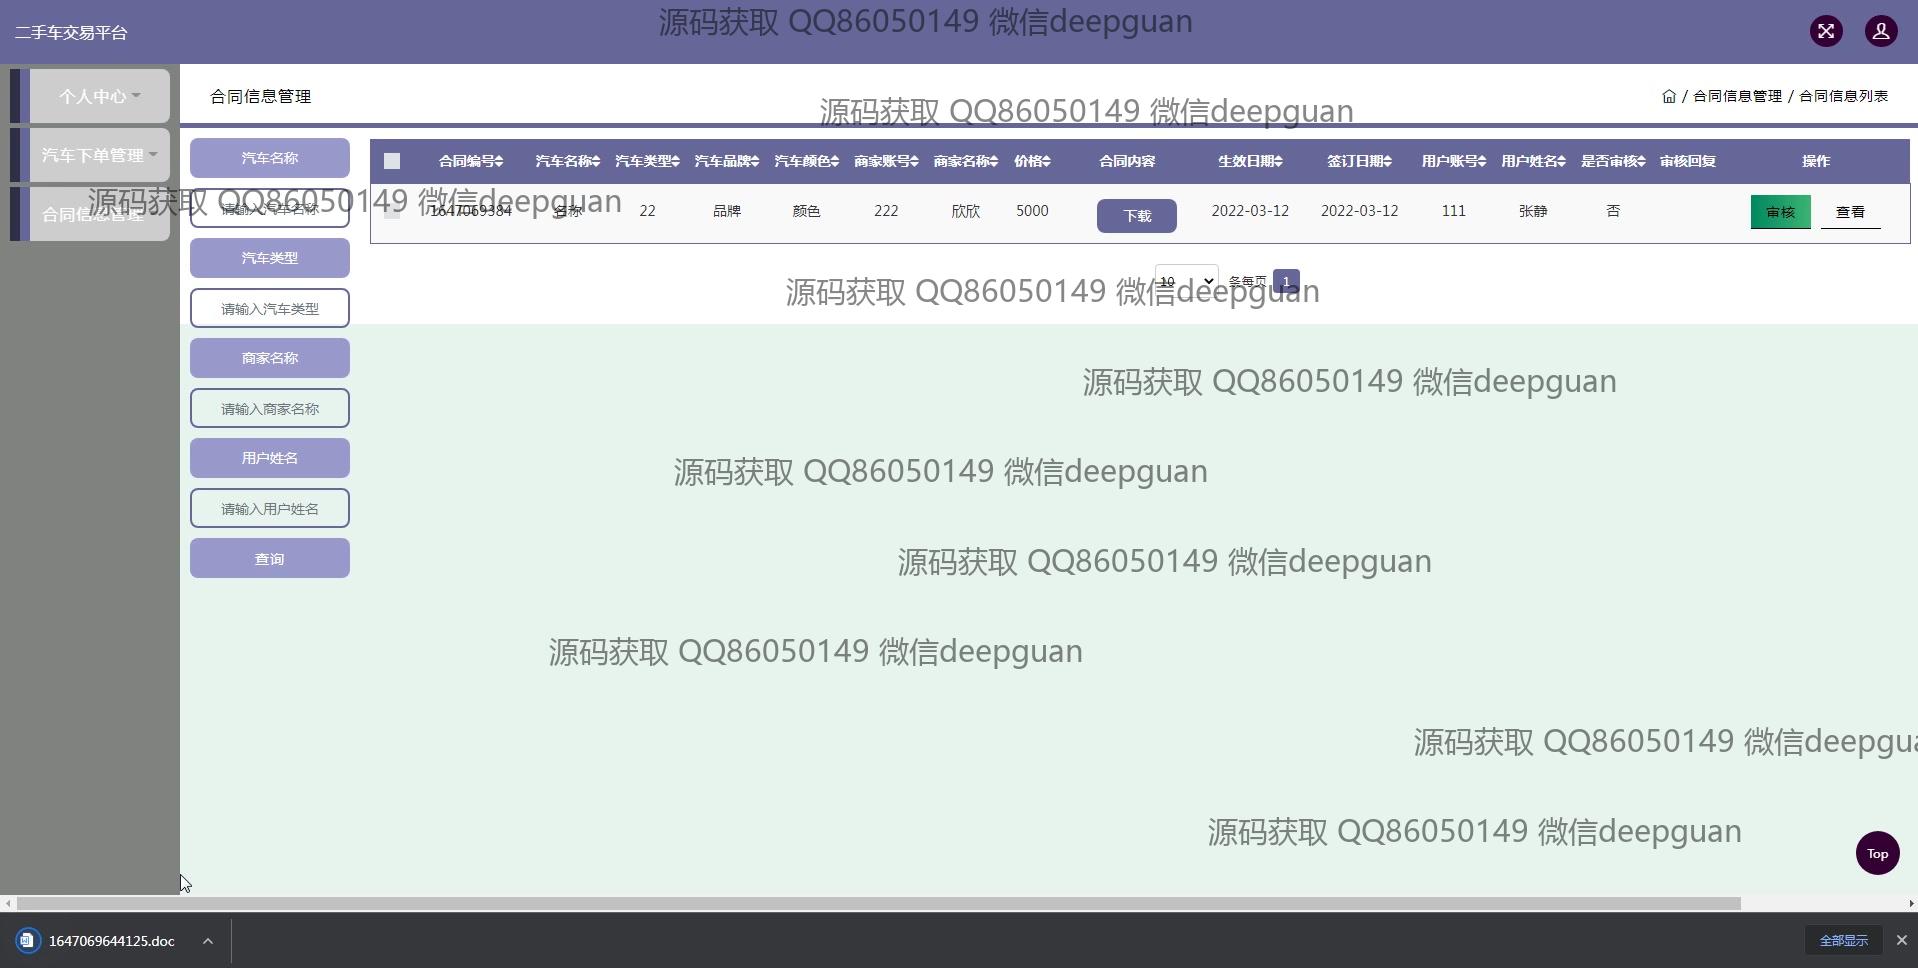 二手车交易平台
源码获取 QQ86050149 微信deepguan
个人中心
合同信息管理
/ 合同信息管理 / 合同信息列表
源码获取 QQ86050149 微信deepguan
汽车下单管理
汽车名称
合同编号 汽车名称 汽车类型 汽车品牌 汽车颜色 商家账号 商家名称 价格 合同内容 生效日期 签订日期 用户账号 用户姓名 是否审核 审核回复 操作
合同信息管理
源码获取 QQ86050149 微信deepguan
请输入汽车名称
1647069384 名称 22 品牌 颜色 222 欣欣 5000 下载 2022-03-12 2022-03-12 111 张静 否 审核 查看
汽车类型
10 条每页 1
源码获取 QQ86050149 微信deepguan
请输入汽车类型
商家名称
源码获取 QQ86050149 微信deepguan
请输入商家名称
用户姓名
源码获取 QQ86050149 微信deepguan
请输入用户姓名
查询
源码获取 QQ86050149 微信deepguan
源码获取 QQ86050149 微信deepguan
源码获取 QQ86050149 微信deepgua
源码获取 QQ86050149 微信deepguan
Top
1647069644125.doc
全部显示